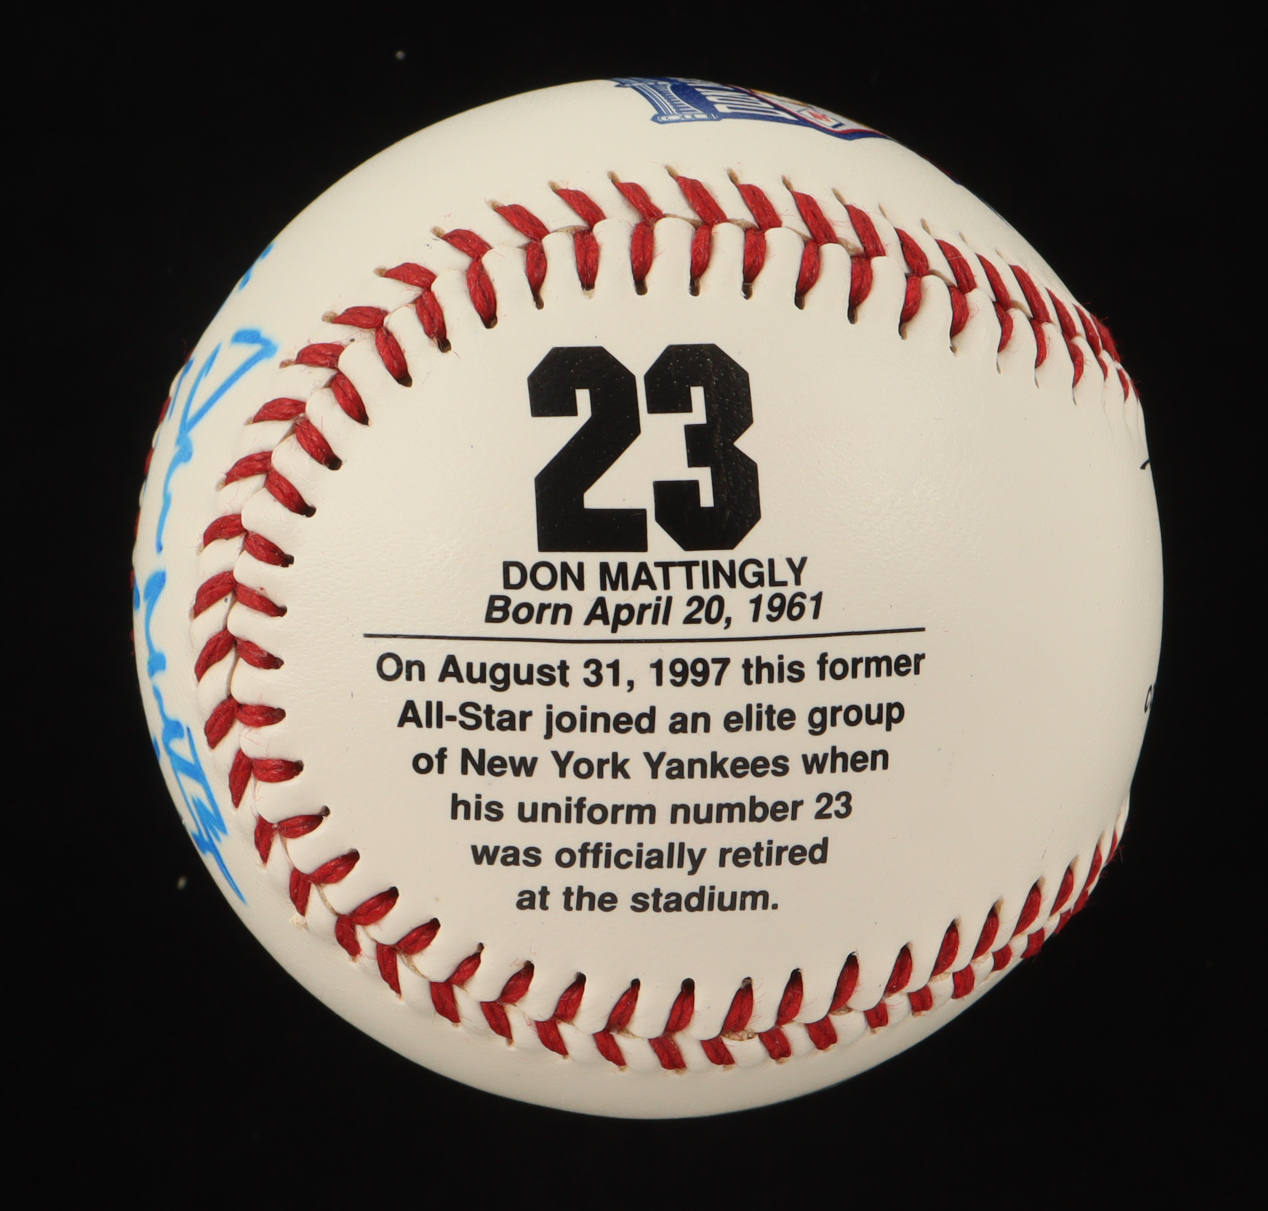 23
DON MATTINGLY
Born April 20, 1961
On August 31, 1997 this former
All-Star joined an elite group
of New York Yankees when
his uniform number 23
was officially retired
at the stadium.